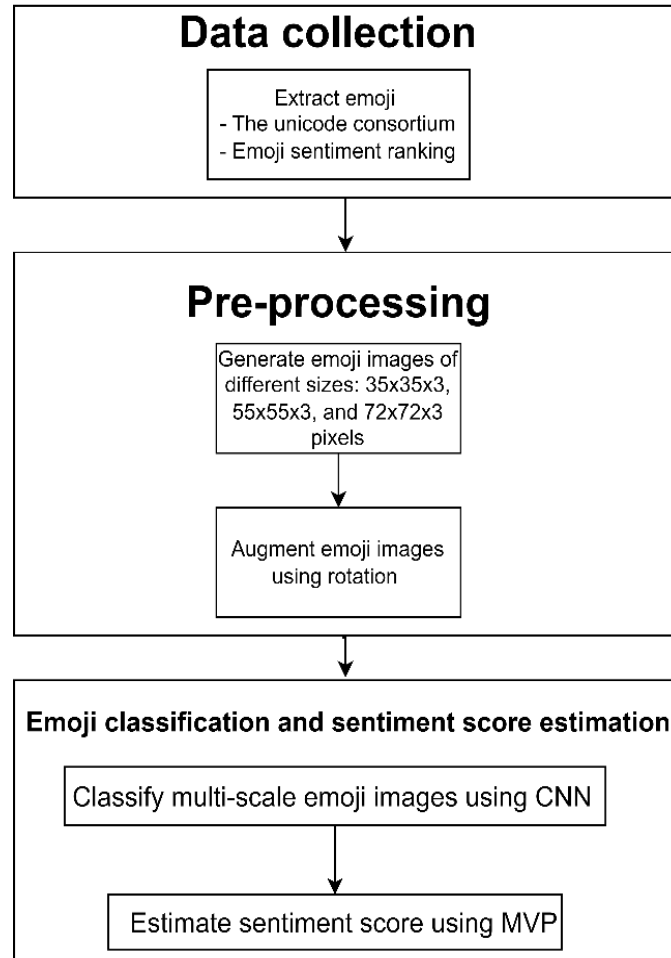 Data collection
Extract emoji
- The unicode consortium
- Emoji sentiment ranking
Pre-processing
Generate emoji images of
different sizes: 35x35x3,
55x55x3, and 72x72x3
pixels
Augment emoji images
using rotation
Emoji classification and sentiment score estimation
Classify multi-scale emoji images using CNN
Estimate sentiment score using MVP